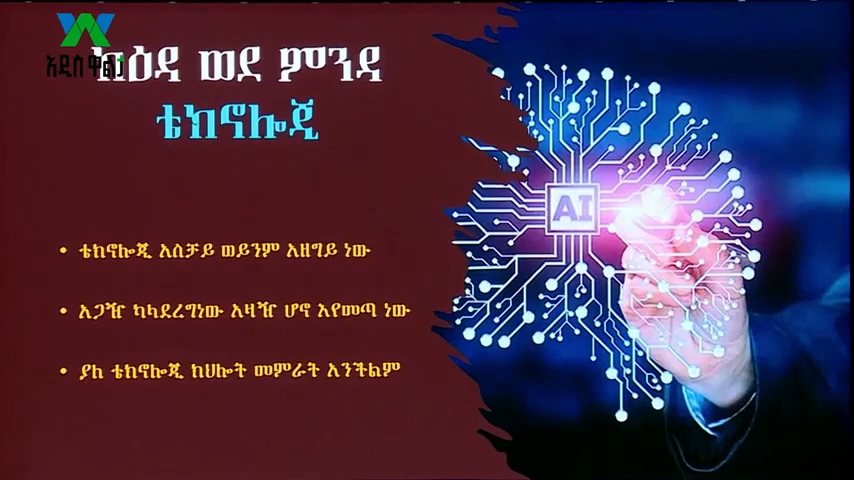 አዲስ ዋልታ
ከዕዳ ወደ ምንዳ
ቴክኖሎጂ
• ቴክኖሎጂ አስቻይ ወይንም አዘግይ ነው
• አጋዥ ካላደረግነው አዛዥ ሆኖ እየመጣ ነው
• ያለ ቴክኖሎጂ ክህሎት መምራት አንችልም
AI